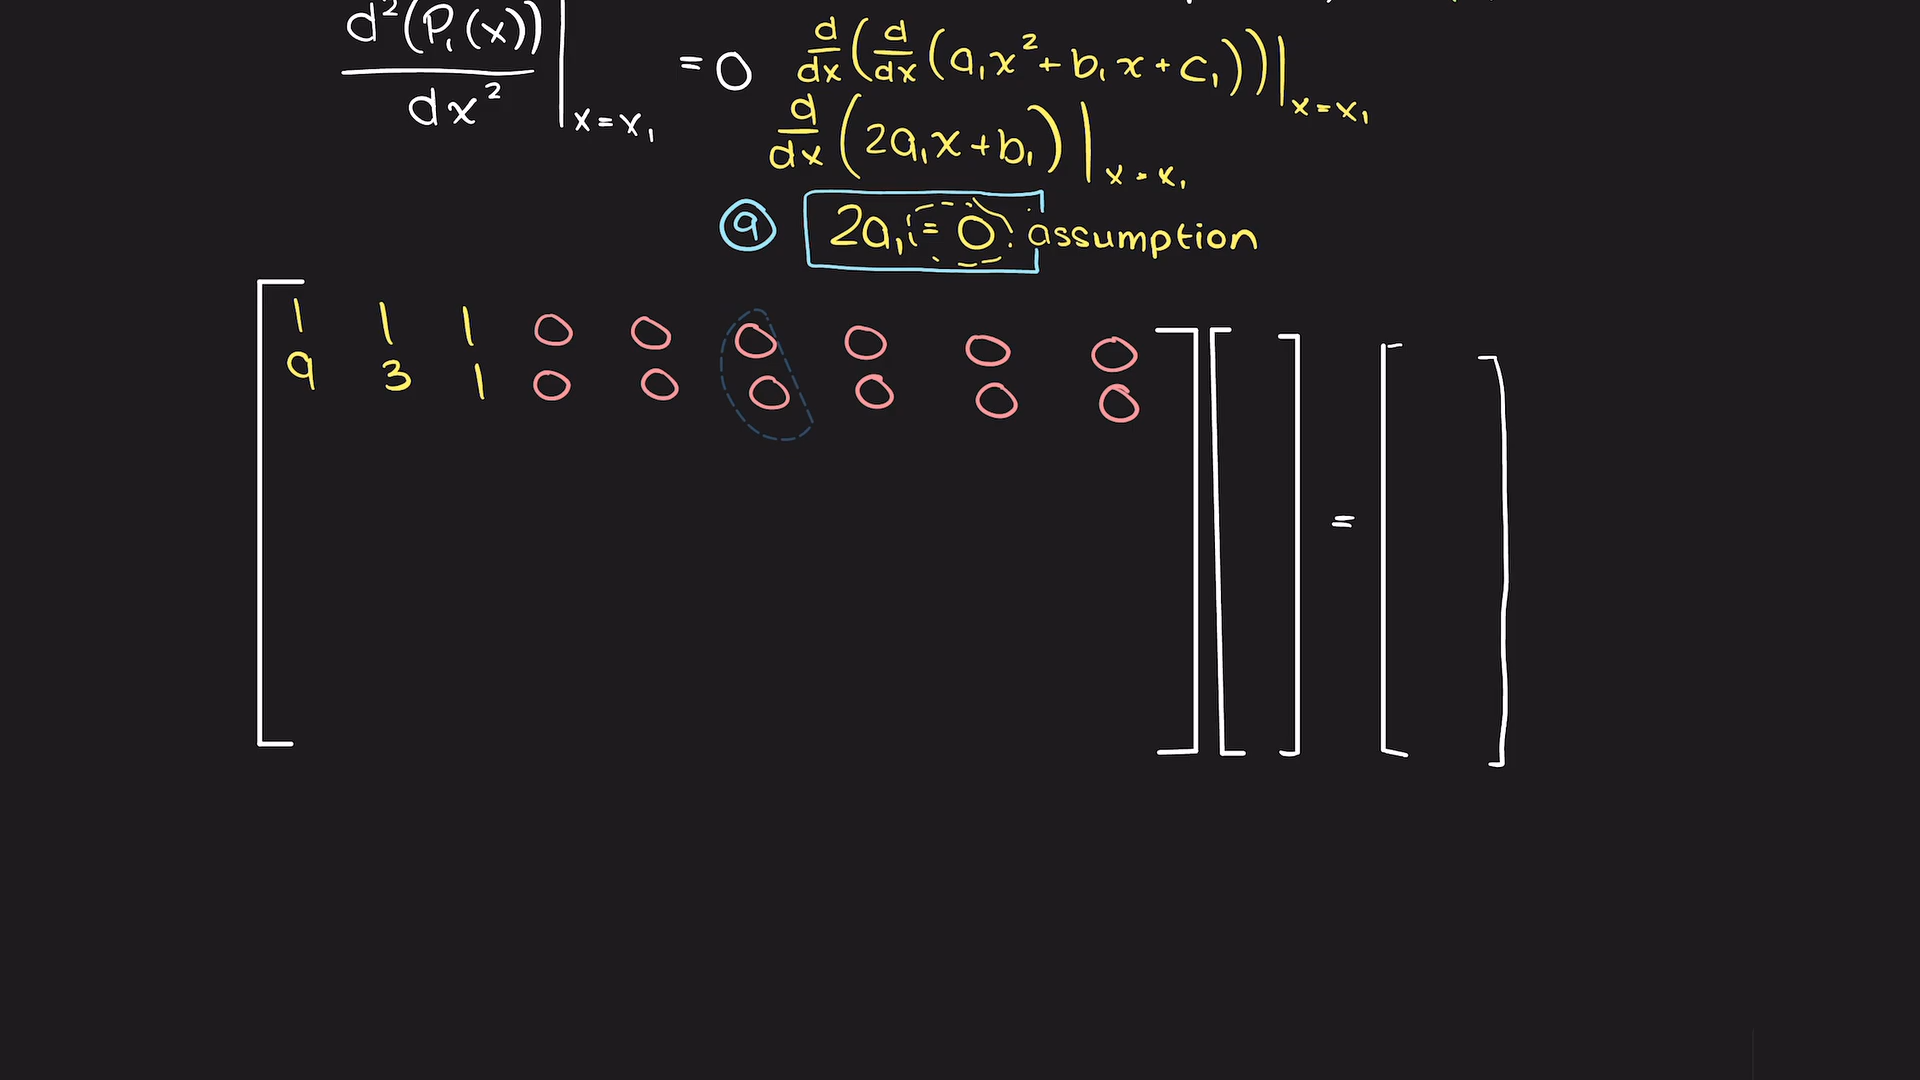 d²(P₁(x)) / dx² |ₓ₌ₓ₁ = 0 d/dx (d/dx (a₁x² + b₁x + c₁))|ₓ₌ₓ₁
d/dx (2a₁x + b₁)|ₓ₌ₓ₁
⑨ 2a₁ = 0 : assumption
1 1 1 0 0 0 0 0 0
9 3 1 0 0 0 0 0 0
=